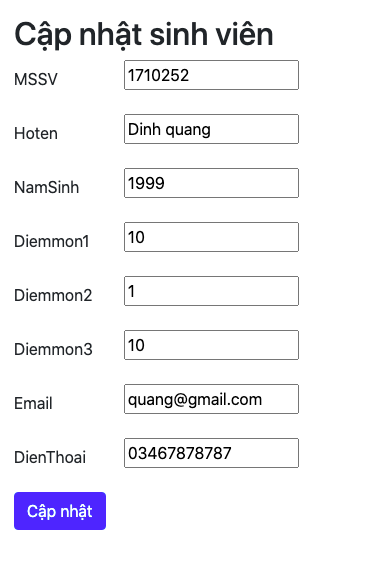 Cập nhật sinh viên
MSSV 1710252
Hoten Dinh quang
NamSinh 1999
Diemmon1 10
Diemmon2 1
Diemmon3 10
Email quang@gmail.com
DienThoai 03467878787
Cập nhật